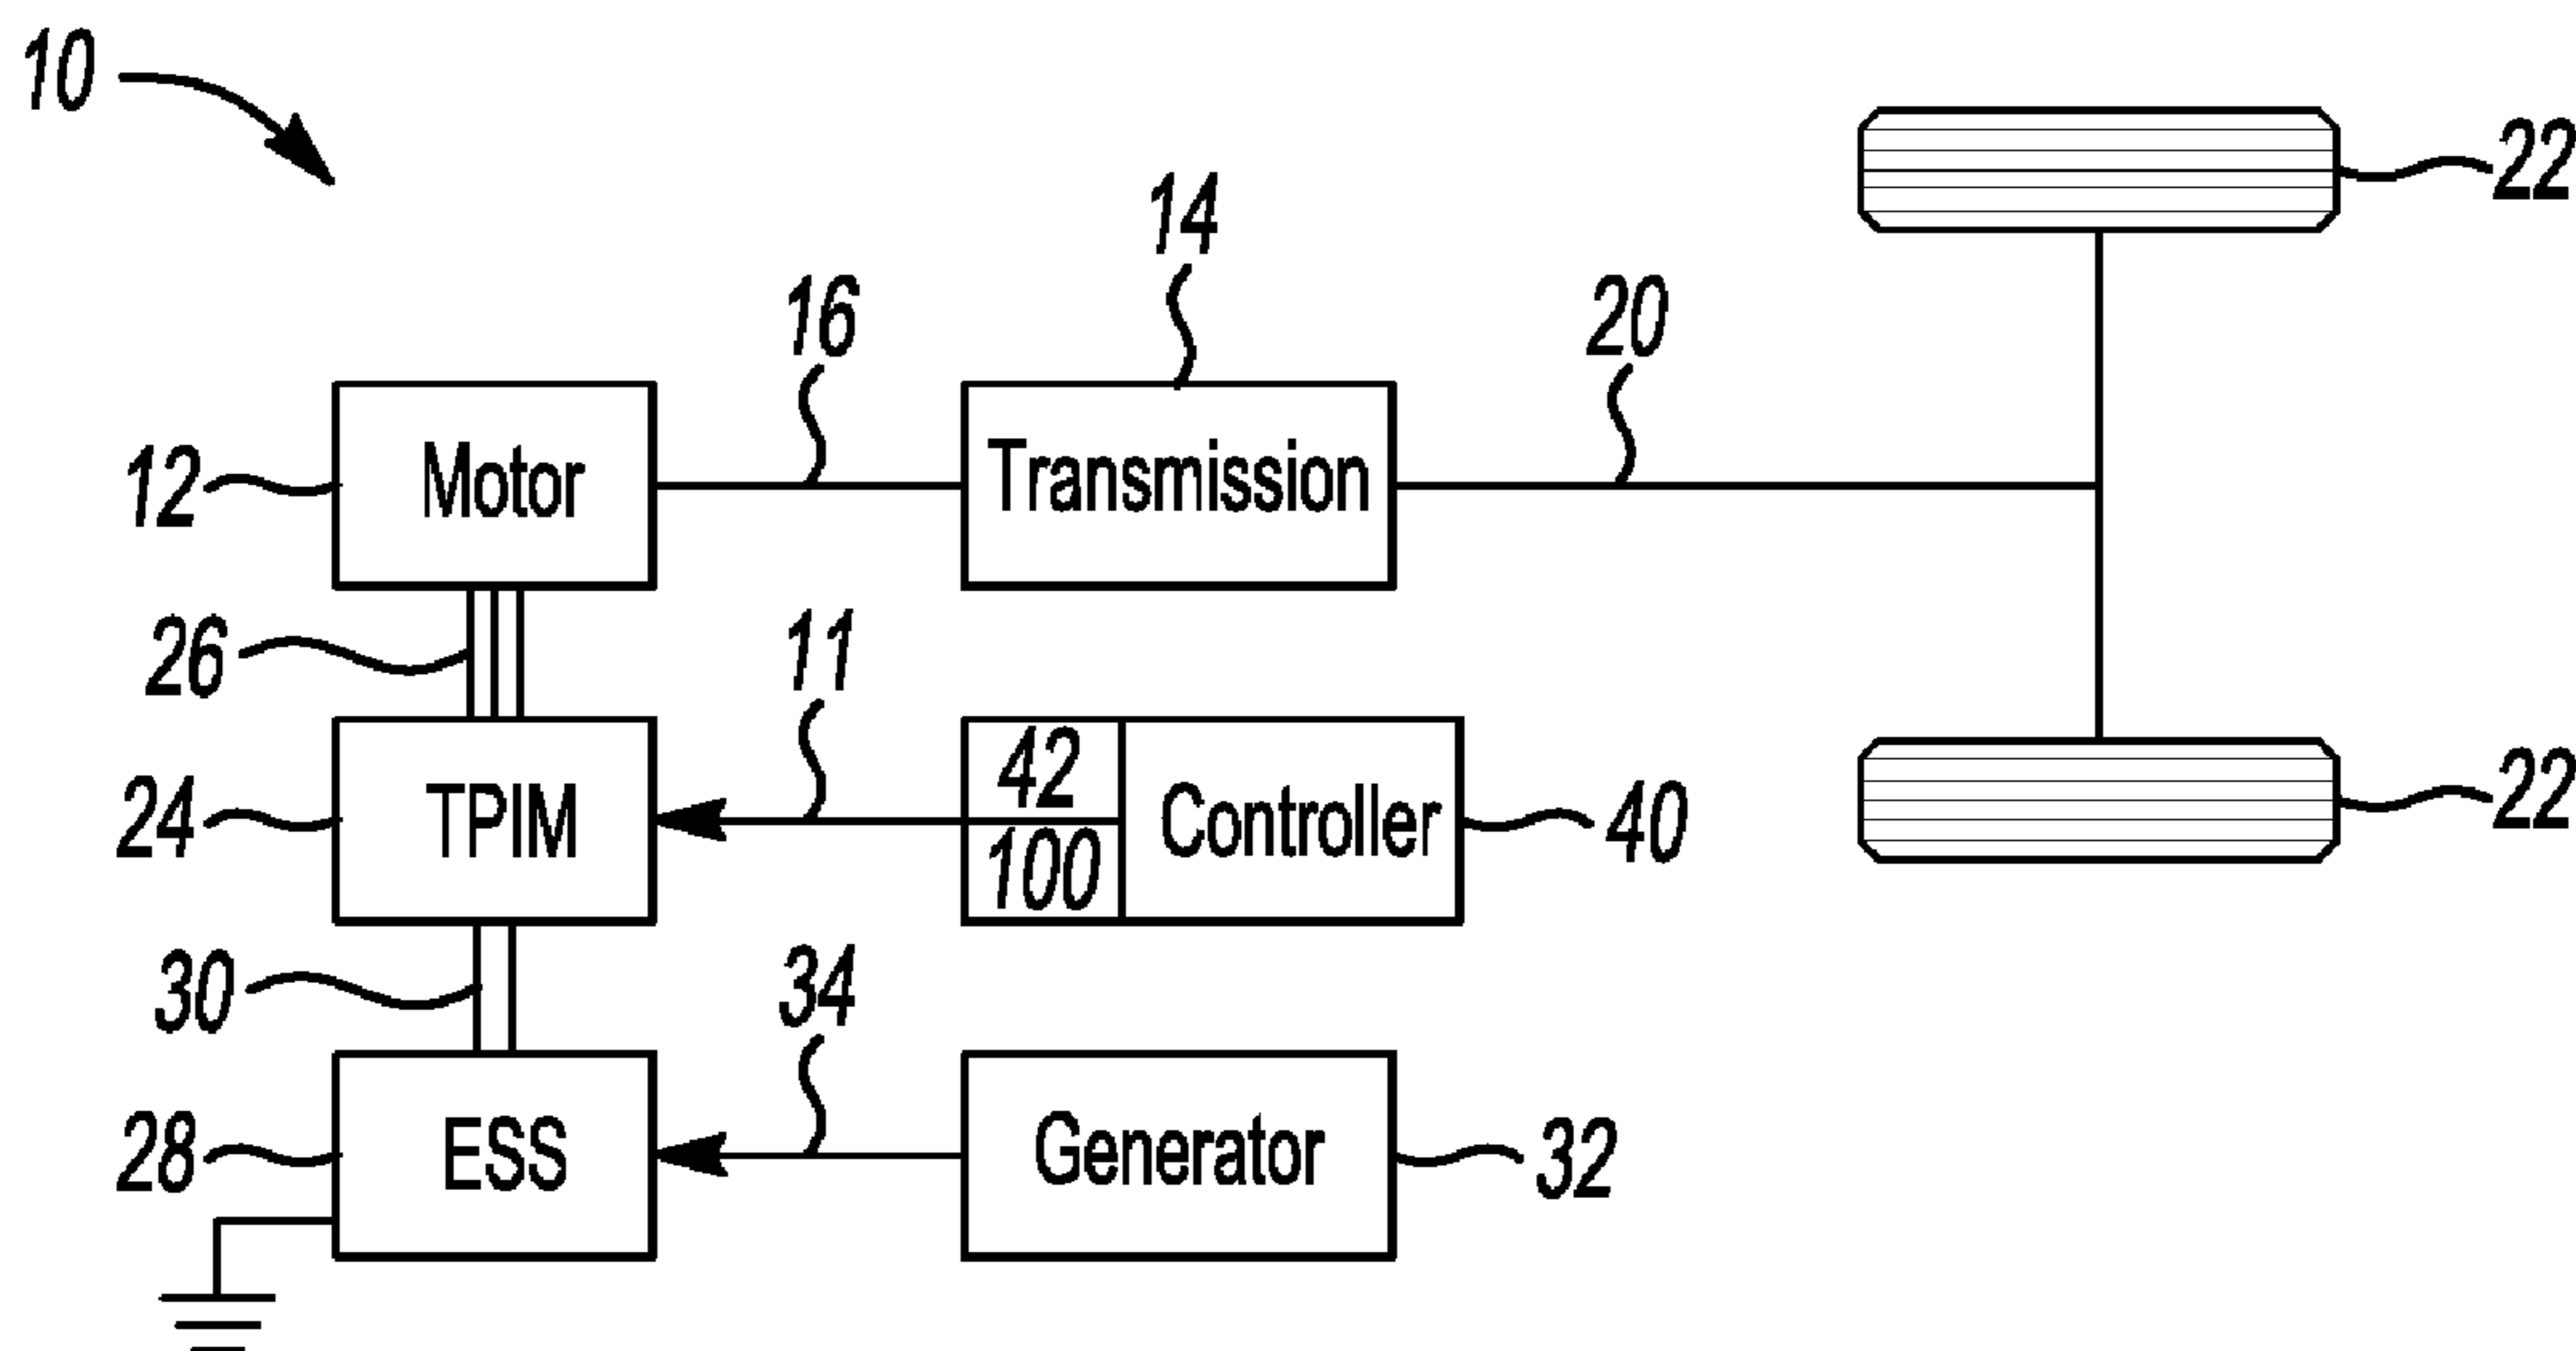 10
22
14
16
20
12
Motor
Transmission
26
11
22
24
TPIM
42
100
Controller
40
30
34
28
ESS
Generator
32